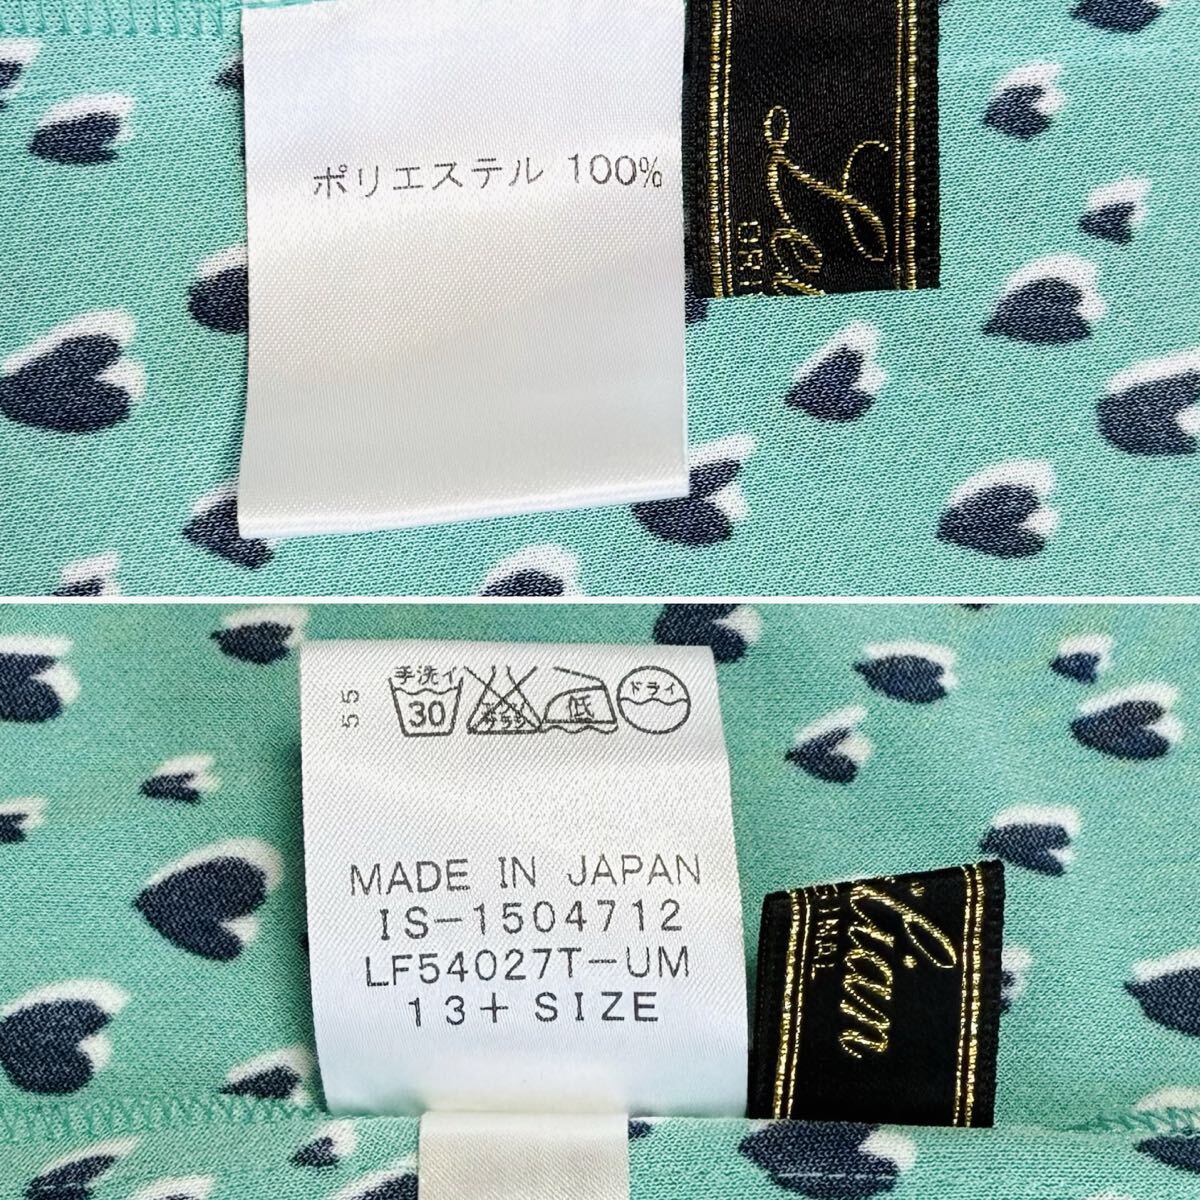 ポリエステル 100%
55
手洗イ
30
低
ドライ
MADE IN JAPAN
IS-1504712
LF54027T-UM
13+ SIZE